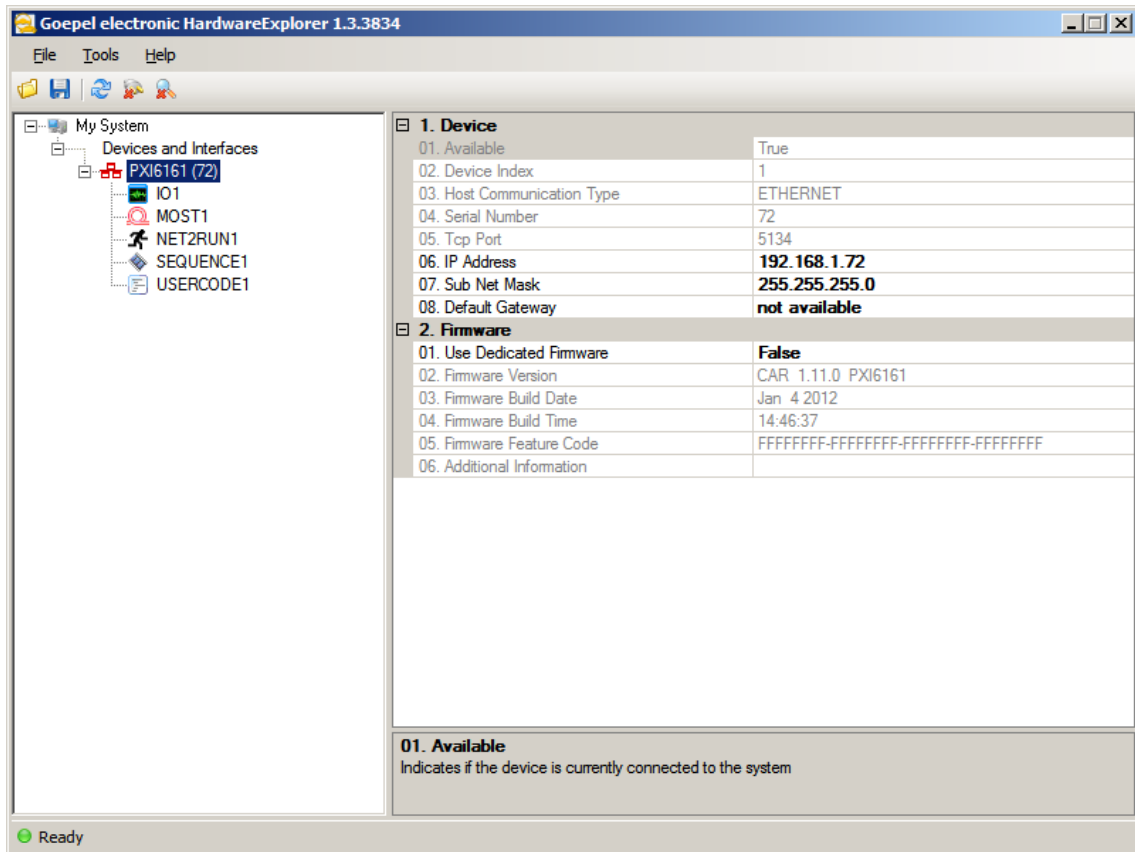 Goepel electronic HardwareExplorer 1.3.3834
File Tools Help
My System
Devices and Interfaces
PXI6161 (72)
IO1
MOST1
NET2RUN1
SEQUENCE1
USERCODE1
1. Device
01. Available True
02. Device Index 1
03. Host Communication Type ETHERNET
04. Serial Number 72
05. Tcp Port 5134
06. IP Address 192.168.1.72
07. Sub Net Mask 255.255.255.0
08. Default Gateway not available
2. Firmware
01. Use Dedicated Firmware False
02. Firmware Version CAR 1.11.0 PXI6161
03. Firmware Build Date Jan 4 2012
04. Firmware Build Time 14:46:37
05. Firmware Feature Code FFFFFFFF-FFFFFFFF-FFFFFFFF-FFFFFFFF
06. Additional Information
01. Available
Indicates if the device is currently connected to the system
Ready